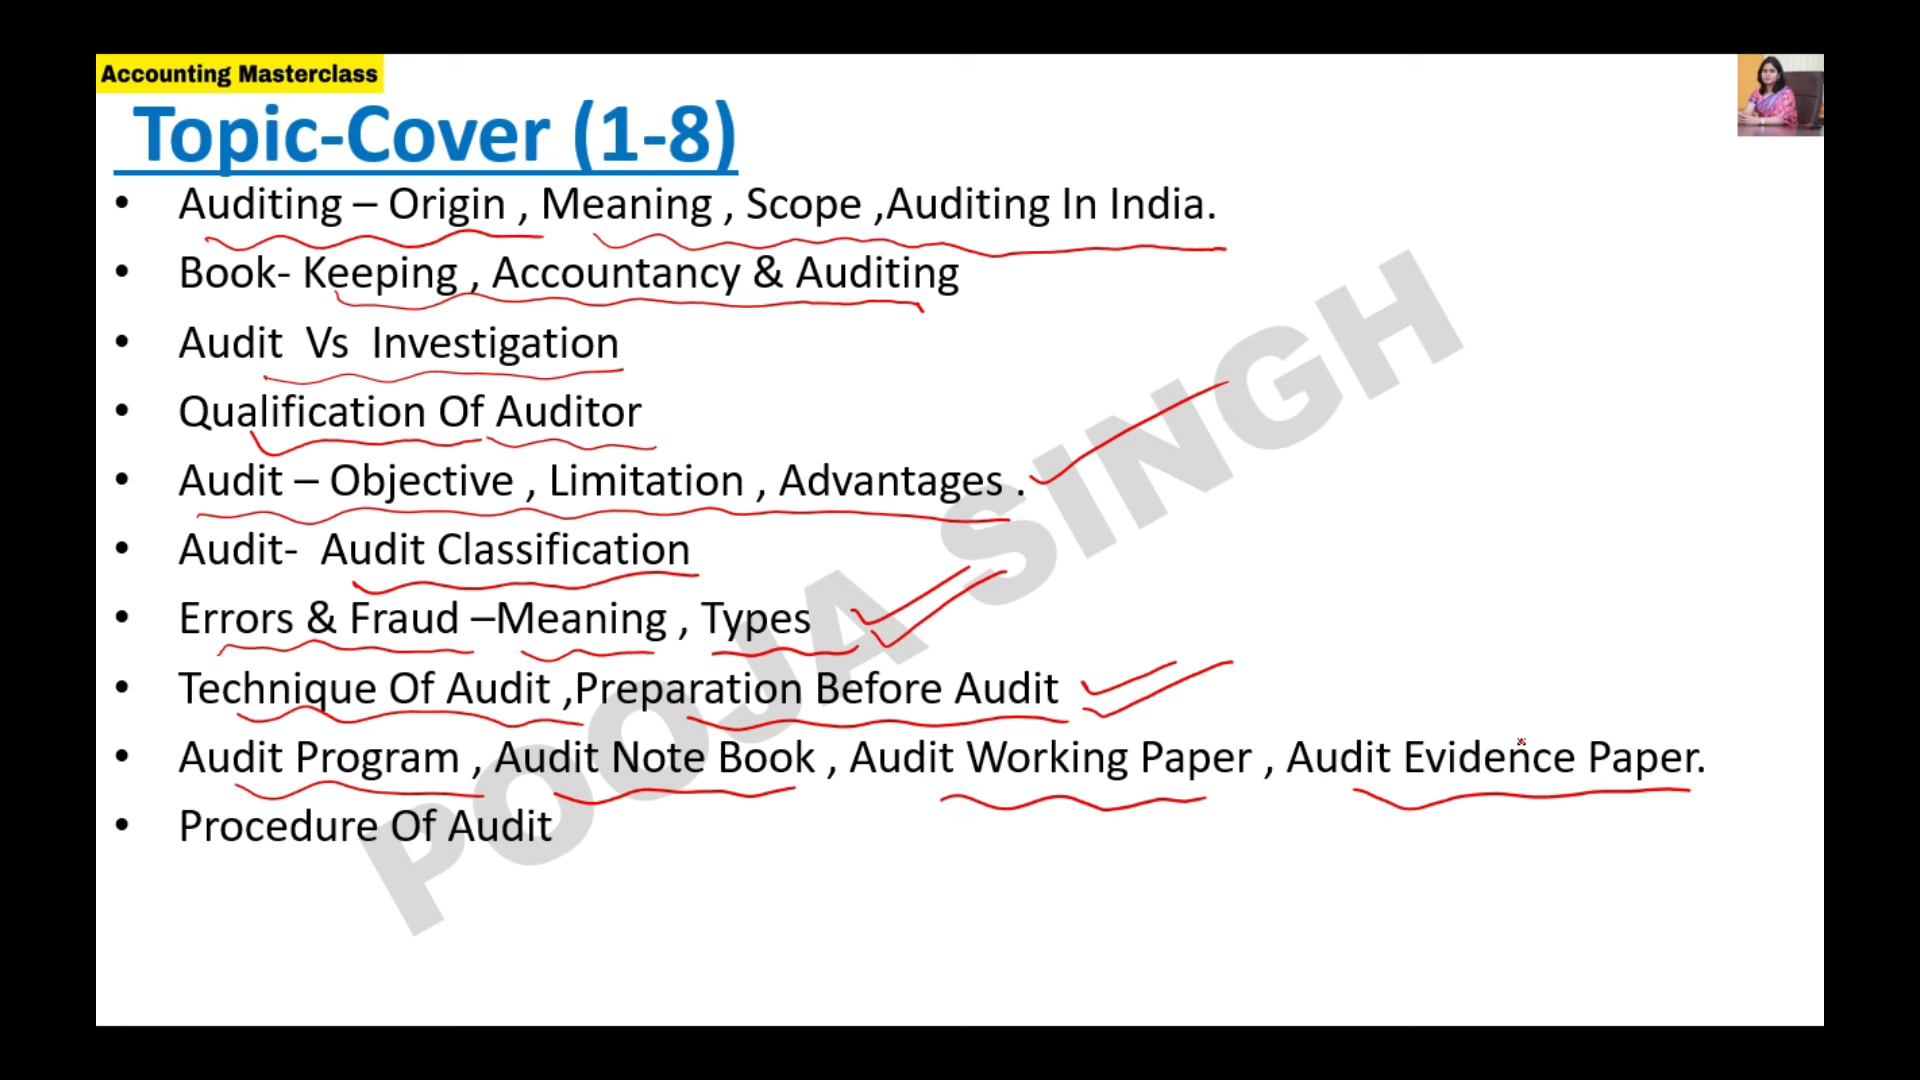 Accounting Masterclass
Topic-Cover (1-8)
• Auditing – Origin , Meaning , Scope ,Auditing In India.
• Book- Keeping , Accountancy & Auditing
• Audit Vs Investigation
• Qualification Of Auditor
• Audit – Objective , Limitation , Advantages .
• Audit- Audit Classification
• Errors & Fraud –Meaning , Types
• Technique Of Audit ,Preparation Before Audit
• Audit Program , Audit Note Book , Audit Working Paper , Audit Evidence Paper.
• Procedure Of Audit
POOJA SINGH